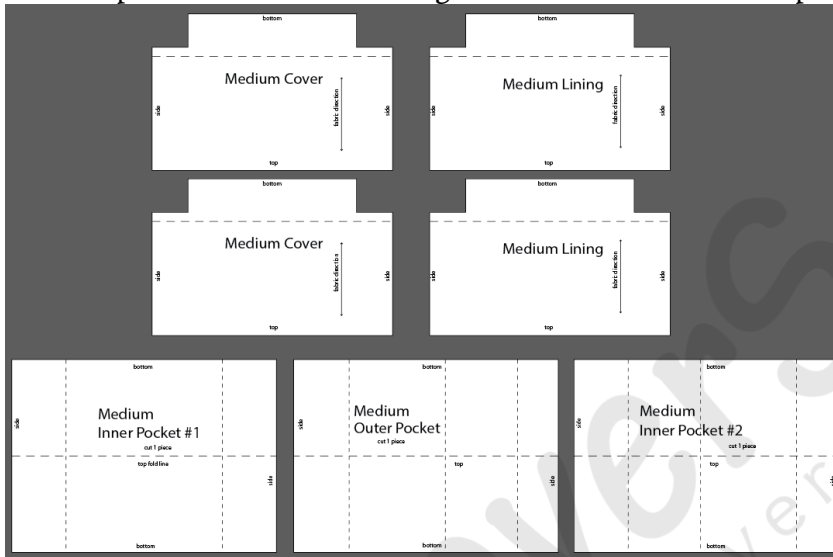 bottom
bottom
Medium Cover
Medium Lining
side
fabric direction
side
side
fabric direction
side
top
top
bottom
bottom
Medium Cover
Medium Lining
side
fabric direction
side
side
fabric direction
side
top
top
bottom
bottom
bottom
Medium
Inner Pocket #1
cut 1 piece
side
top fold line
side
bottom
Medium
Outer Pocket
cut 1 piece
side
top
side
bottom
Medium
Inner Pocket #2
cut 1 piece
side
top
side
bottom